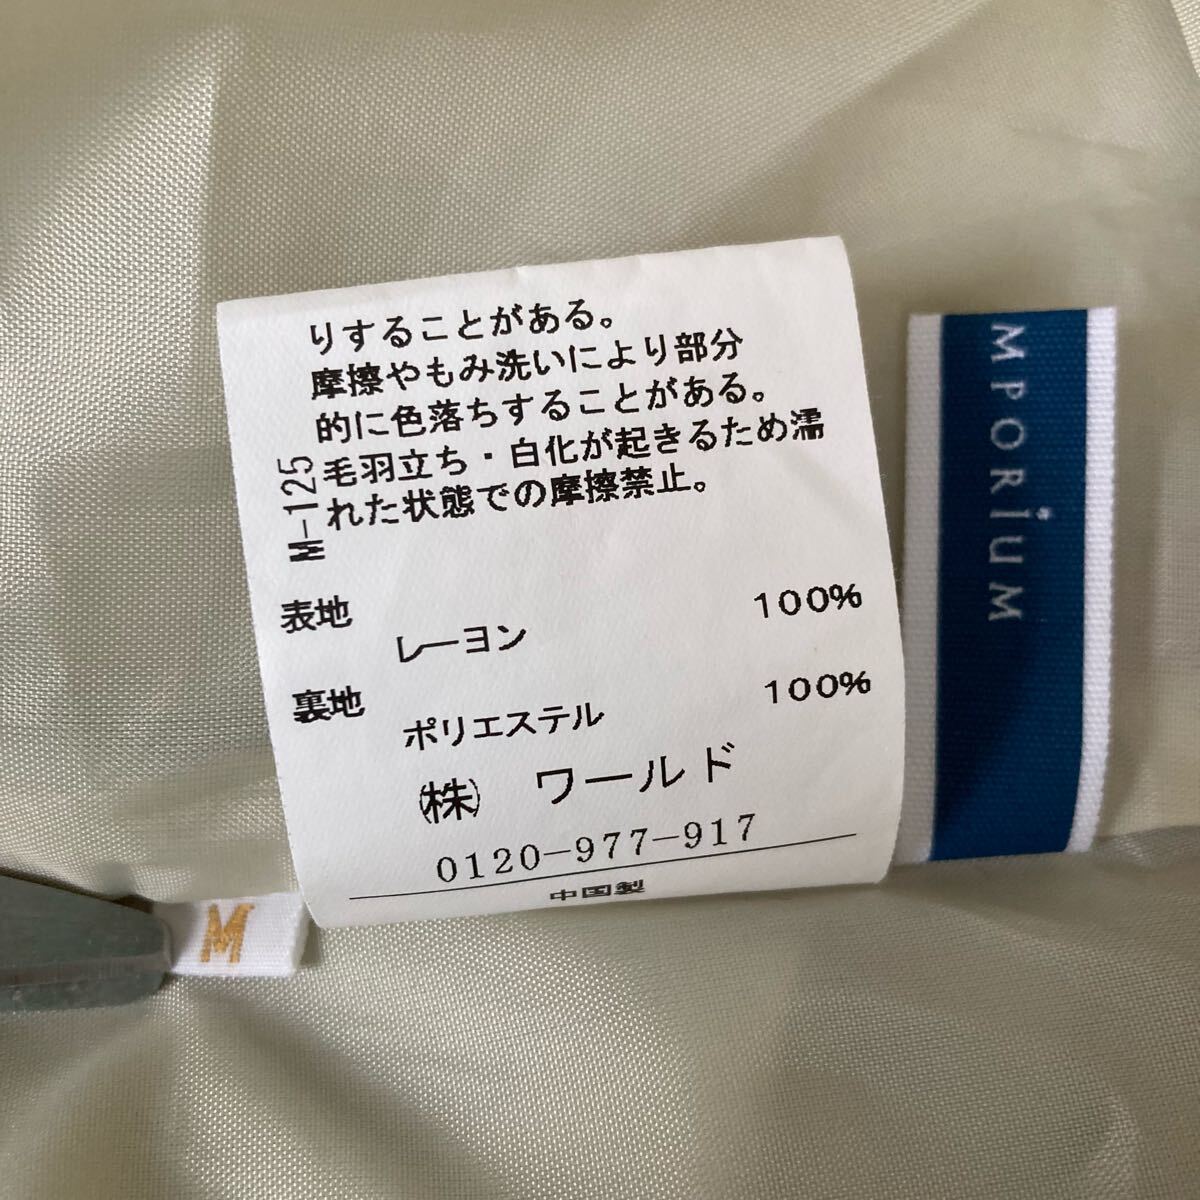 りすることがある。
摩擦やもみ洗いにより部分
的に色落ちすることがある。
毛羽立ち・白化が起きるため濡
れた状態での摩擦禁止。
M-125
表地
レーヨン 100%
裏地
ポリエステル 100%
㈱ ワールド
0120-977-917
中国製
M
MPORiUM